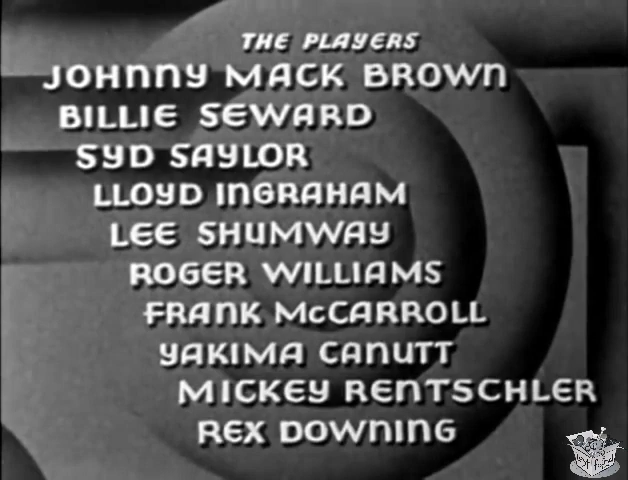 THE PLAYERS
JOHNNY MACK BROWN
BILLIE SEWARD
SYD SAYLOR
LLOYD INGRAHAM
LEE SHUMWAY
ROGER WILLIAMS
FRANK McCARROLL
YAKIMA CANUTT
MICKEY RENTSCHLER
REX DOWNING